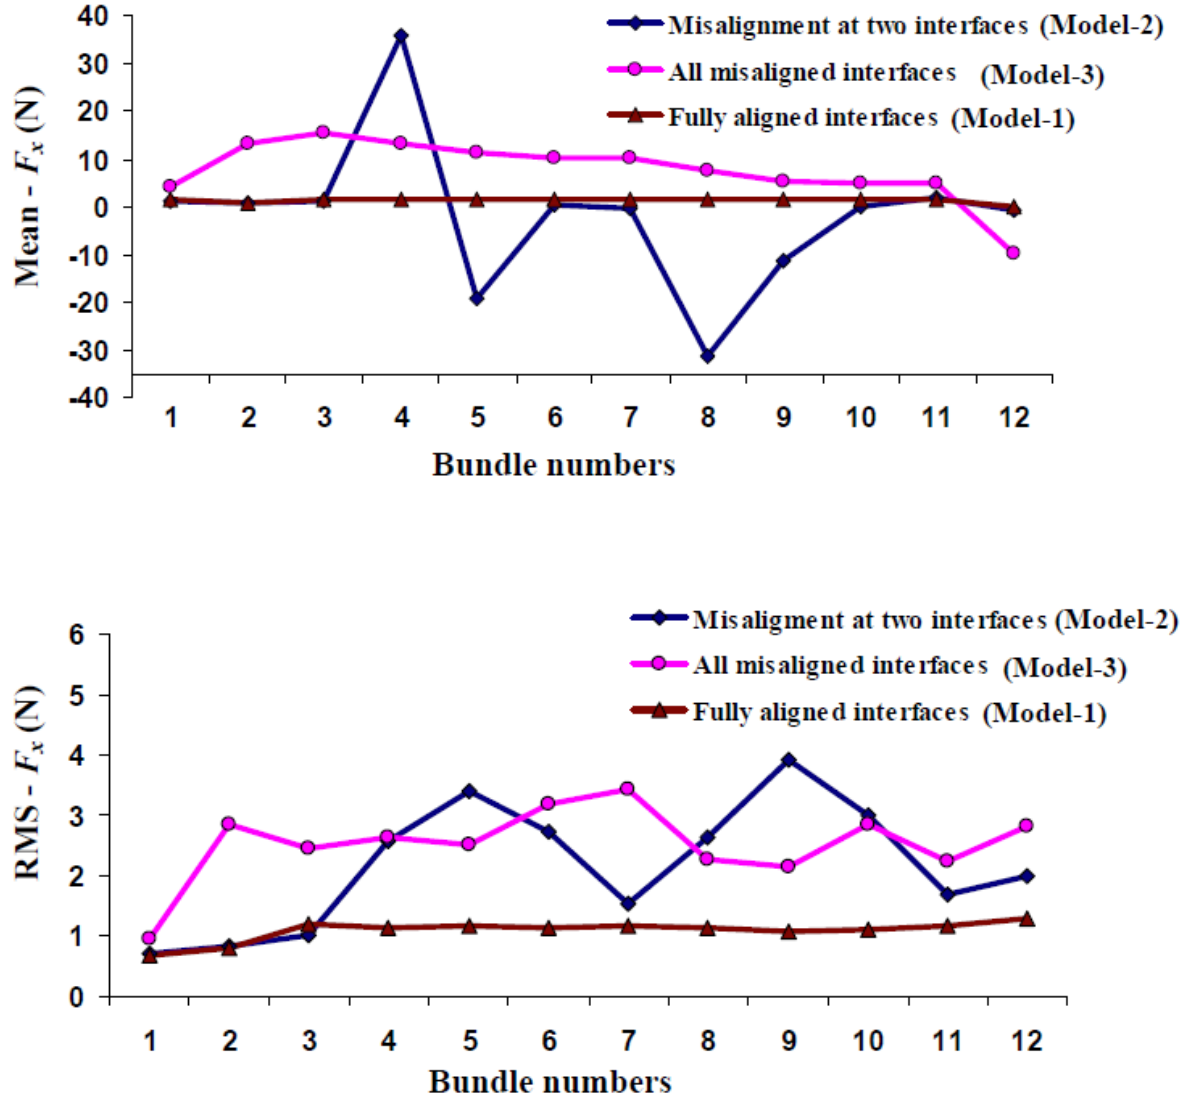 Mean - Fx (N)
40
30
20
10
0
-10
-20
-30
-40
Misalignment at two interfaces (Model-2)
All misaligned interfaces (Model-3)
Fully aligned interfaces (Model-1)
1 2 3 4 5 6 7 8 9 10 11 12
Bundle numbers
RMS - Fx (N)
6
5
4
3
2
1
0
Misaligment at two interfaces (Model-2)
All misaligned interfaces (Model-3)
Fully aligned interfaces (Model-1)
1 2 3 4 5 6 7 8 9 10 11 12
Bundle numbers